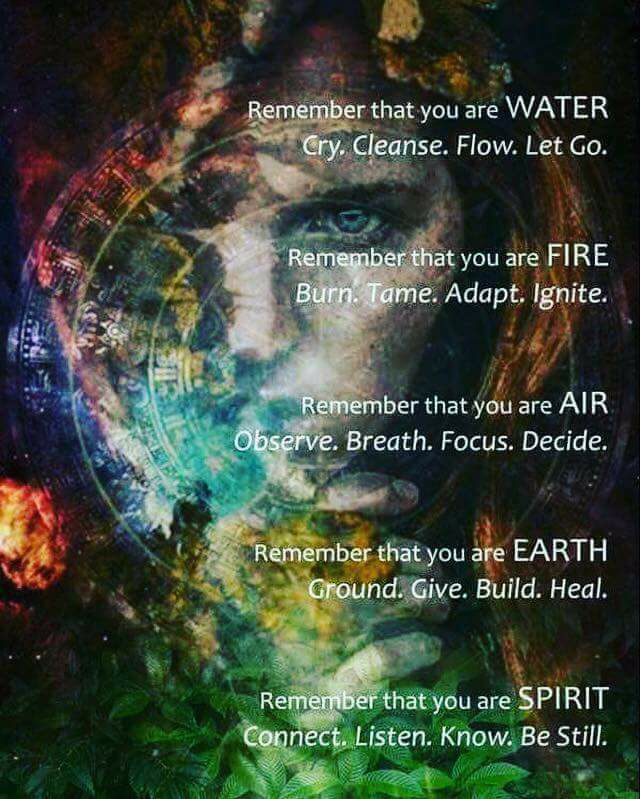 Remember that you are WATER
Cry. Cleanse. Flow. Let Go.
Remember that you are FIRE
Burn. Tame. Adapt. Ignite.
Remember that you are AIR
Observe. Breath. Focus. Decide.
Remember that you are EARTH
Ground. Give. Build. Heal.
Remember that you are SPIRIT
Connect. Listen. Know. Be Still.